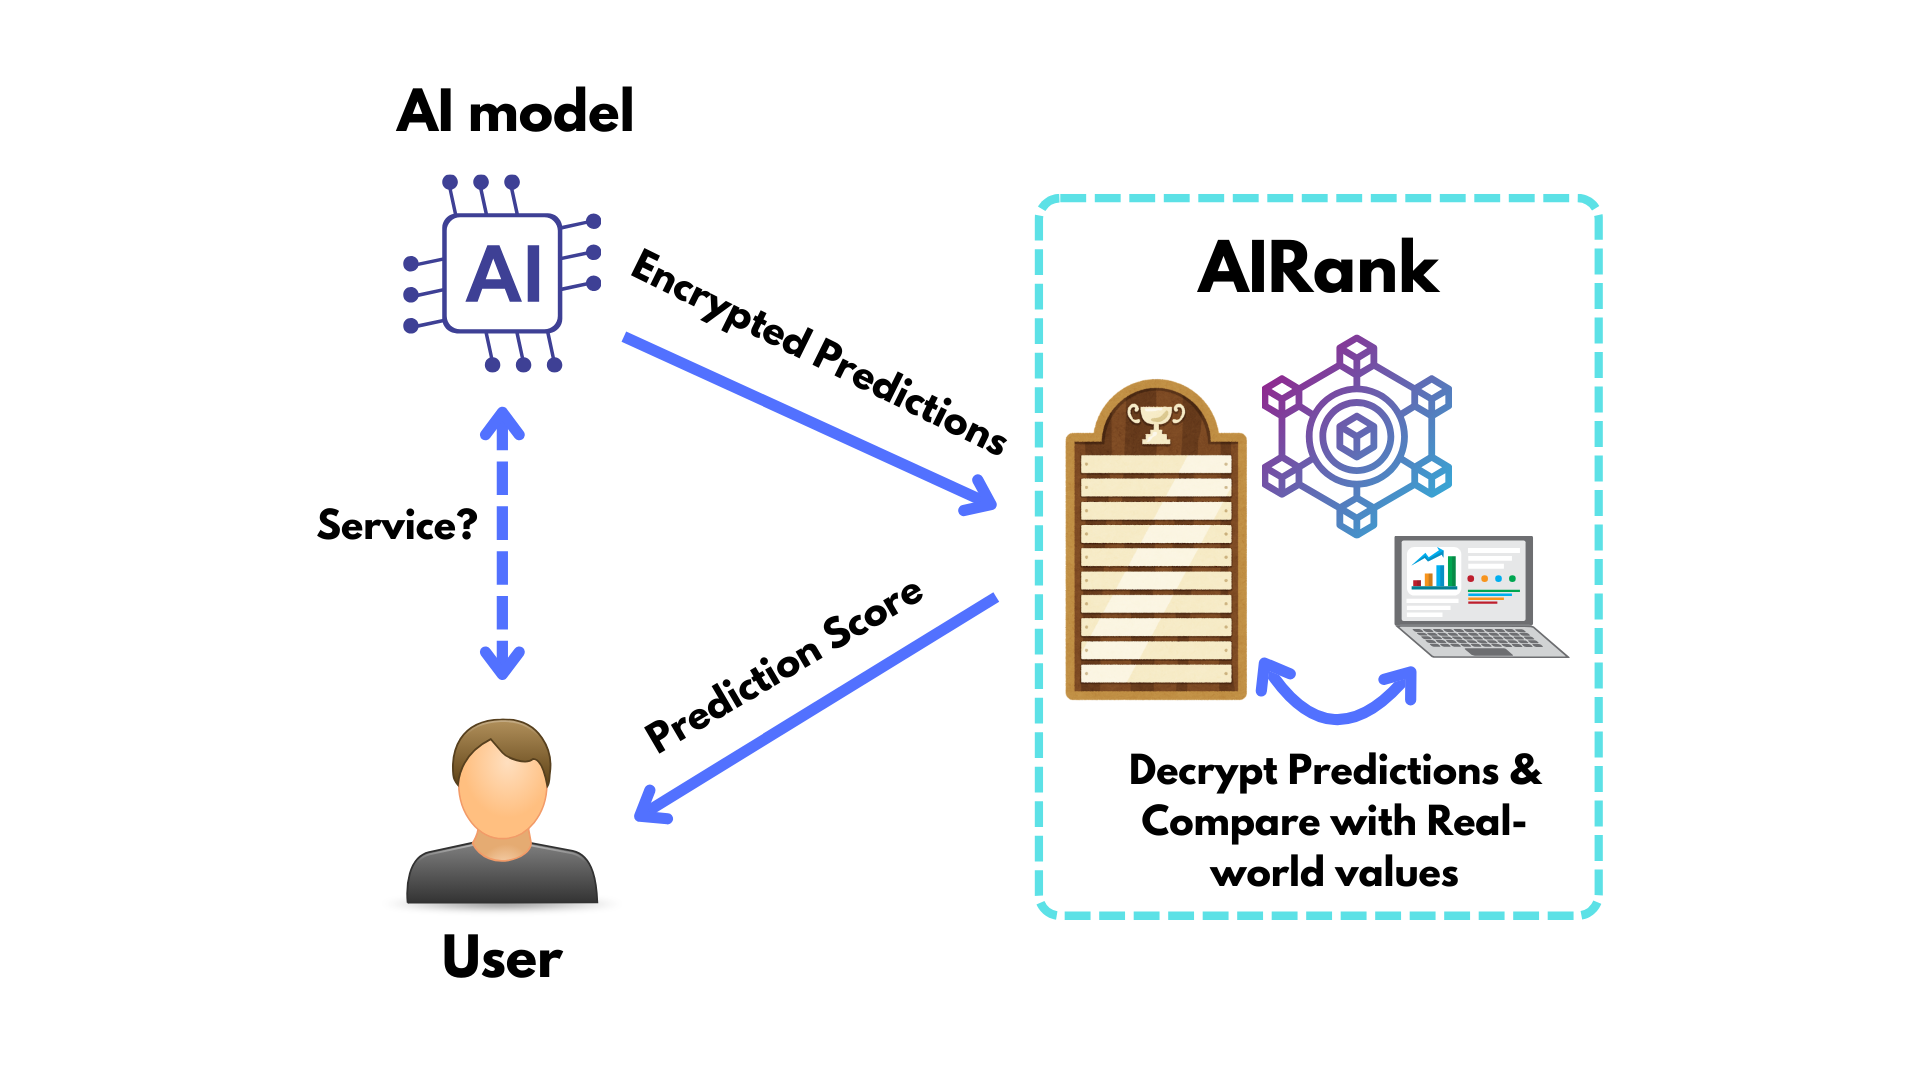 AI model
AI
Encrypted Predictions
AIRank
Service?
Prediction Score
Decrypt Predictions &
Compare with Real-
world values
User